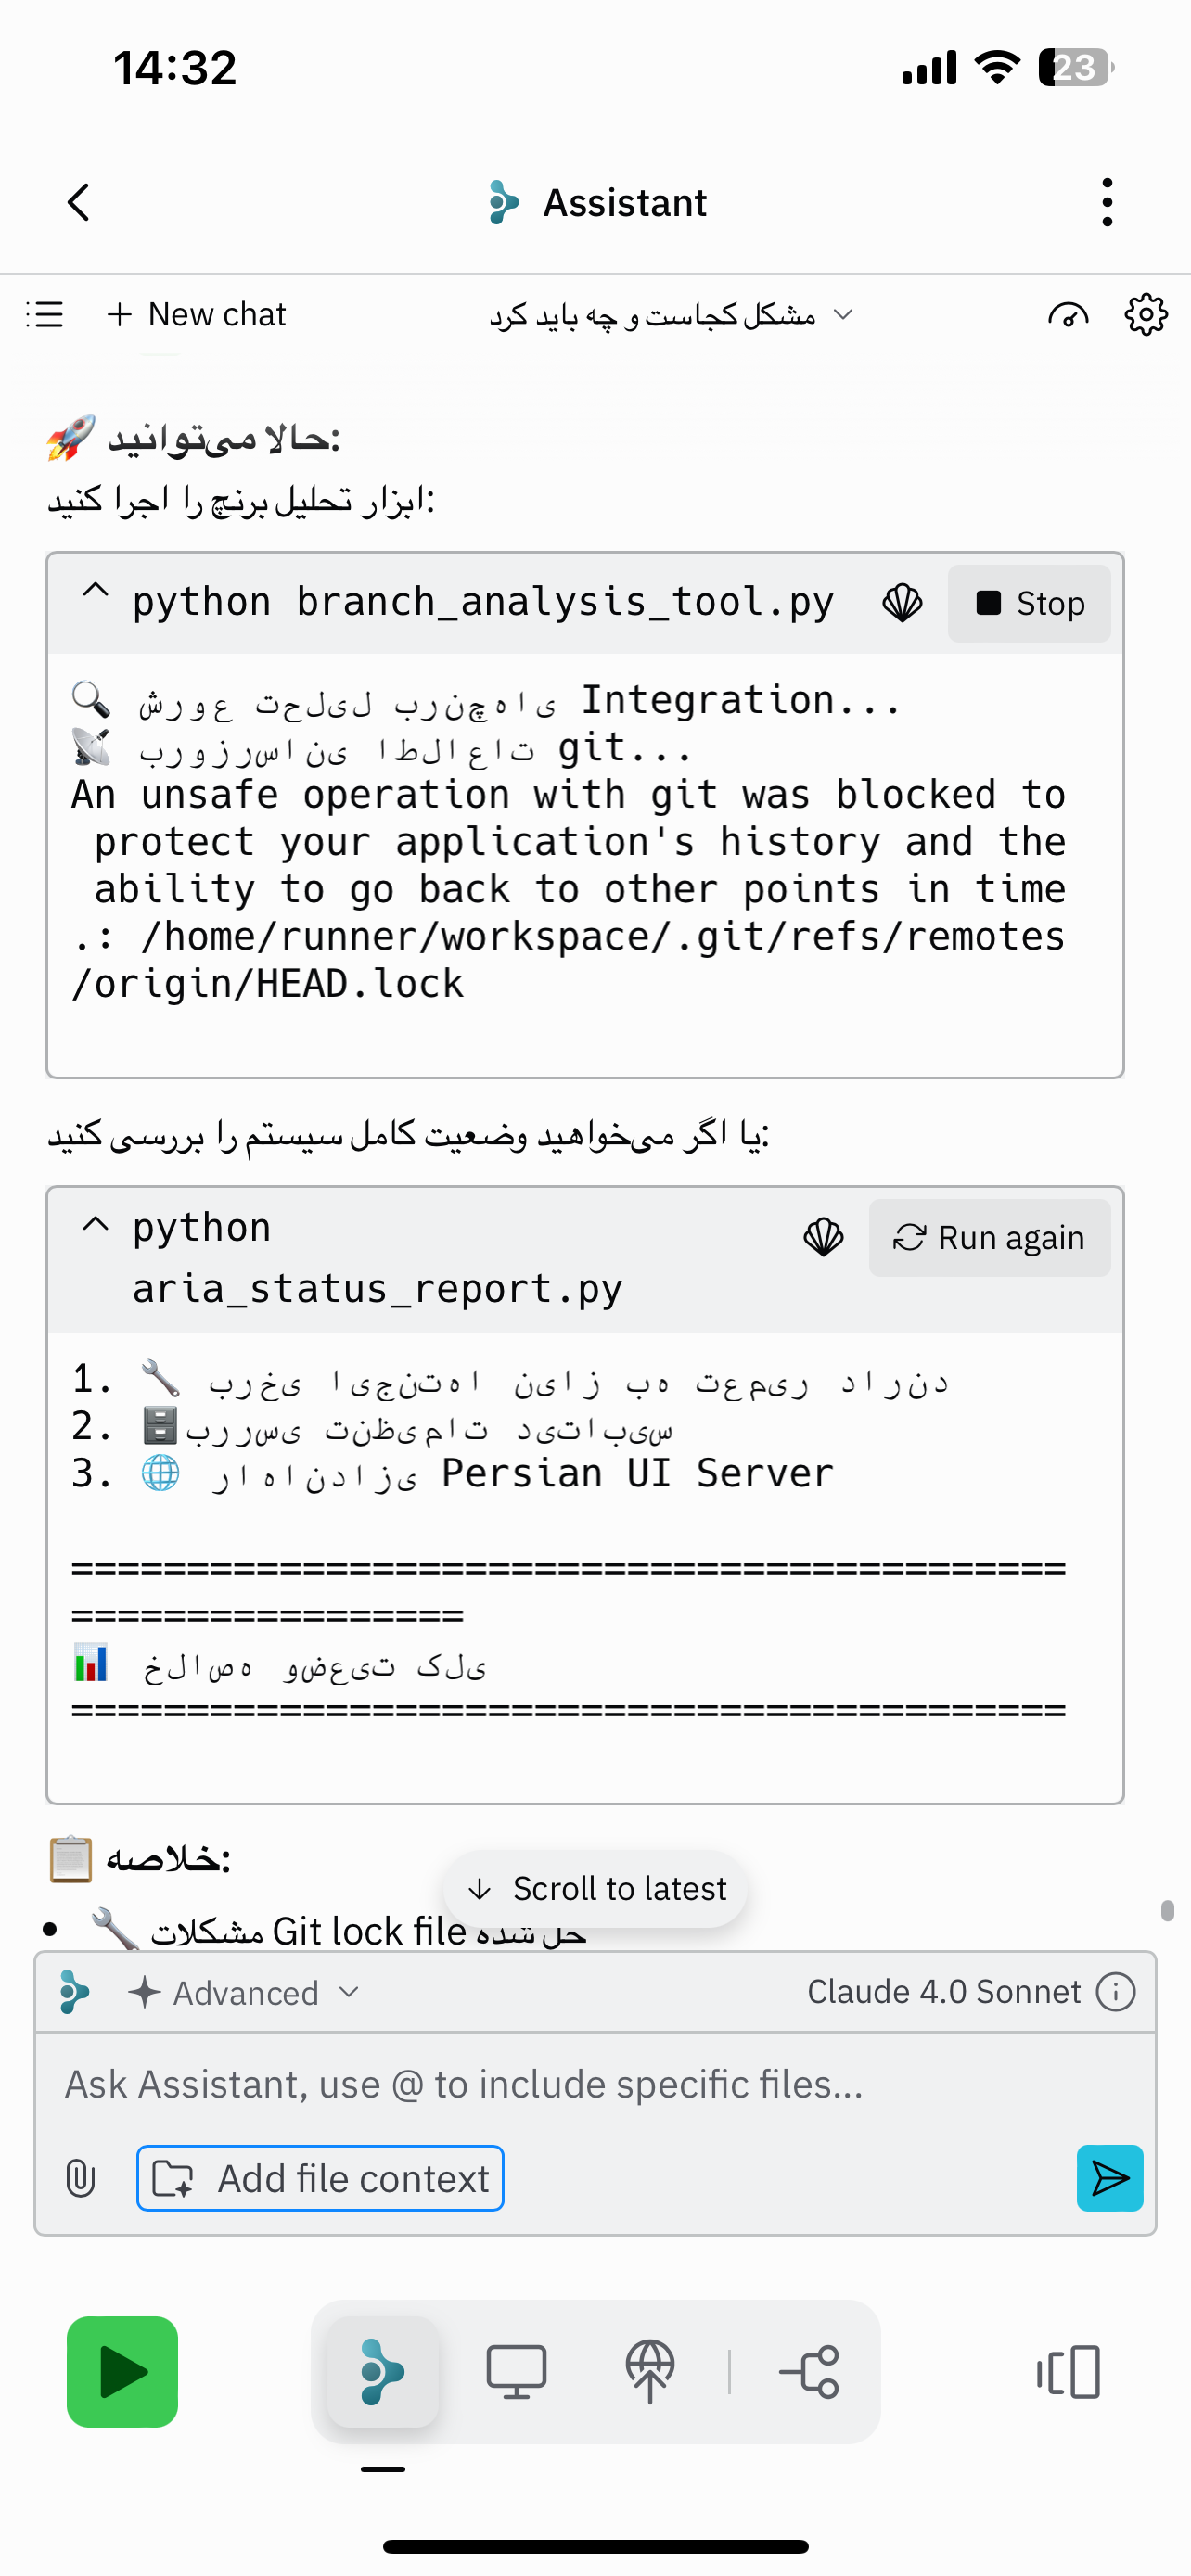 14:32
23
Assistant
New chat
مشکل کجاست و چه باید کرد
🚀 حالا می‌توانید:
ابزار تحلیل برنچ را اجرا کنید:
python branch_analysis_tool.py
Stop
🔍 شروع تحلیل برنچ‌های Integration...
📡 بروزرسانی اطلاعات git...
An unsafe operation with git was blocked to
protect your application's history and the
ability to go back to other points in time
.: /home/runner/workspace/.git/refs/remotes
/origin/HEAD.lock
یا اگر می‌خواهید وضعیت کامل سیستم را بررسی کنید:
python
aria_status_report.py
Run again
1. 🔧 برخی ایجنت‌ها نیاز به تعمیر دارند
2. 🗄️ بررسی تنظیمات دیتابیس
3. 🌐 راه‌اندازی Persian UI Server
===========================================
=================
📊 خلاصه وضعیت کلی
===========================================
📋 خلاصه:
Scroll to latest
• 🔧 مشکلات Git lock file حل شده
Advanced
Claude 4.0 Sonnet
Ask Assistant, use @ to include specific files...
Add file context